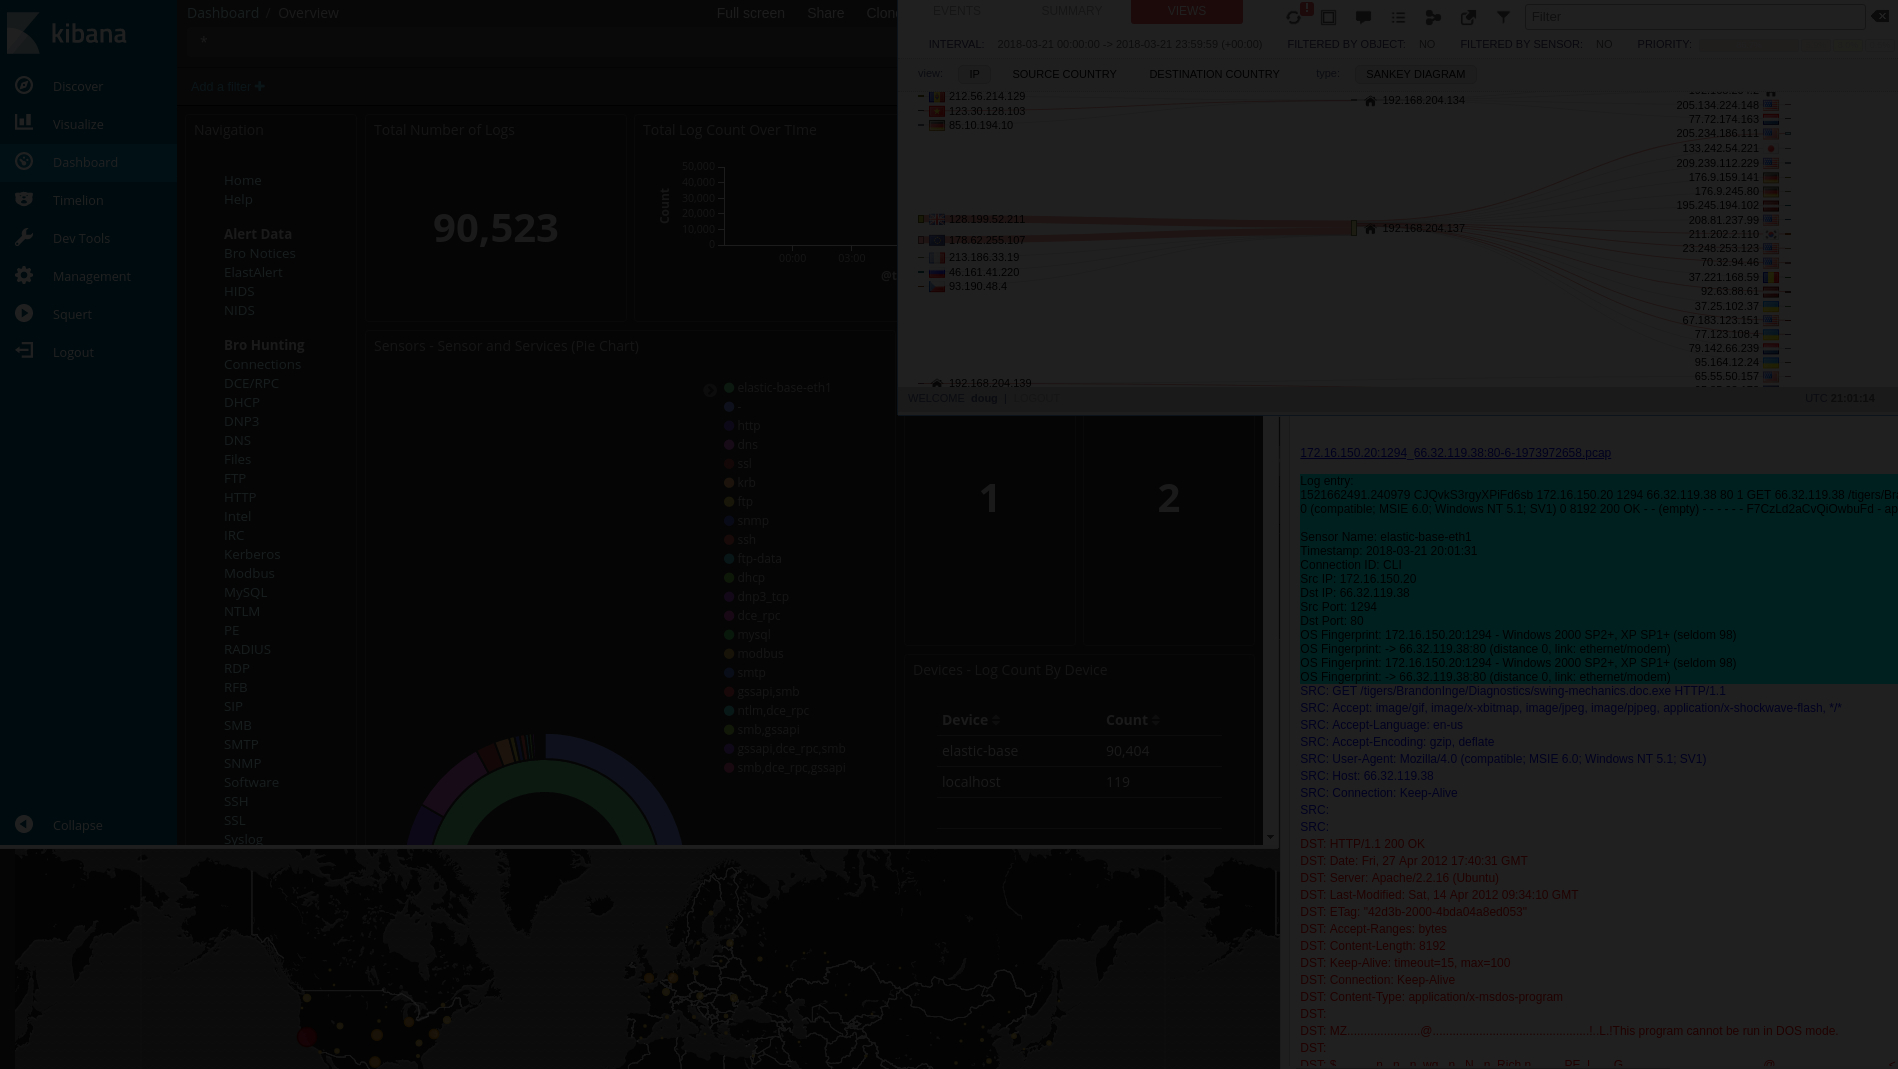 kibana
Discover
Visualize
Dashboard
Timelion
Dev Tools
Management
Squert
Logout
Collapse
Dashboard / Overview
Full screen Share
Add a filter +
Navigation
Home
Help
Alert Data
Bro Notices
ElastAlert
HIDS
NIDS
Bro Hunting
Connections
DCE/RPC
DHCP
DNP3
DNS
Files
FTP
HTTP
Intel
IRC
Kerberos
Modbus
MySQL
NTLM
PE
RADIUS
RDP
RFB
SIP
SMB
SMTP
SNMP
Software
SSH
SSL
Syslog
Total Number of Logs
90,523
Total Log Count Over Time
50,000
40,000
30,000
20,000
10,000
0
Count
00:00 03:00
Sensors - Sensor and Services (Pie Chart)
elastic-base-eth1
-
http
dns
ssl
krb
ftp
snmp
ssh
ftp-data
dhcp
dnp3_tcp
dce_rpc
mysql
modbus
smtp
gssapi,smb
ntlm,dce_rpc
smb,gssapi
gssapi,dce_rpc,smb
smb,dce_rpc,gssapi
1 2
Devices - Log Count By Device
Device Count
elastic-base 90,404
localhost 119
EVENTS SUMMARY VIEWS
Filter
INTERVAL: 2018-03-21 00:00:00 -> 2018-03-21 23:59:59 (+00:00) FILTERED BY OBJECT: NO FILTERED BY SENSOR: NO PRIORITY:
view: IP SOURCE COUNTRY DESTINATION COUNTRY type: SANKEY DIAGRAM
212.56.214.129
123.30.128.103
85.10.194.10
128.199.52.211
178.62.255.107
213.186.33.19
46.161.41.220
93.190.48.4
192.168.204.139
192.168.204.134
192.168.204.137
205.134.224.148
77.72.174.163
205.234.186.111
133.242.54.221
209.239.112.229
176.9.159.141
176.9.245.80
195.245.194.102
208.81.237.99
211.202.2.110
23.248.253.123
70.32.94.46
37.221.168.59
92.63.88.61
37.25.102.37
67.183.123.151
77.123.108.4
79.142.66.239
95.164.12.24
65.55.50.157
WELCOME doug |
UTC 21:01:14
172.16.150.20:1294_66.32.119.38:80-6-1973972658.pcap
Log entry:
1521662491.240979 CJQvkS3rgyXPiFd6sb 172.16.150.20 1294 66.32.119.38 80 1 GET 66.32.119.38
0 (compatible; MSIE 6.0; Windows NT 5.1; SV1) 0 8192 200 OK - - (empty) - - - - - - F7CzLd2aCvQlOwbuFd -
Sensor Name: elastic-base-eth1
Timestamp: 2018-03-21 20:01:31
Connection ID: CLI
Src IP: 172.16.150.20
Dst IP: 66.32.119.38
Src Port: 1294
Dst Port: 80
OS Fingerprint: 172.16.150.20:1294 - Windows 2000 SP2+, XP SP1+ (seldom 98)
OS Fingerprint: -> 66.32.119.38:80 (distance 0, link: ethernet/modem)
OS Fingerprint: 172.16.150.20:1294 - Windows 2000 SP2+, XP SP1+ (seldom 98)
OS Fingerprint: -> 66.32.119.38:80 (distance 0, link: ethernet/modem)
SRC: GET /tigers/BrandonInge/Diagnostics/swing-mechanics.doc.exe HTTP/1.1
SRC: Accept: image/gif, image/x-xbitmap, image/jpeg, image/pjpeg, application/x-shockwave-flash, */*
SRC: Accept-Language: en-us
SRC: Accept-Encoding: gzip, deflate
SRC: User-Agent: Mozilla/4.0 (compatible; MSIE 6.0; Windows NT 5.1; SV1)
SRC: Host: 66.32.119.38
SRC: Connection: Keep-Alive
SRC:
SRC:
DST: HTTP/1.1 200 OK
DST: Date: Fri, 27 Apr 2012 17:40:31 GMT
DST: Server: Apache/2.2.16 (Ubuntu)
DST: Last-Modified: Sat, 14 Apr 2012 09:34:10 GMT
DST: ETag: "42d3b-2000-4bda04a8ed053"
DST: Accept-Ranges: bytes
DST: Content-Length: 8192
DST: Keep-Alive: timeout=15, max=100
DST: Connection: Keep-Alive
DST: Content-Type: application/x-msdos-program
DST:
DST: MZ......................@...............................................!..L.!This program cannot be run in DOS mode.
DST: